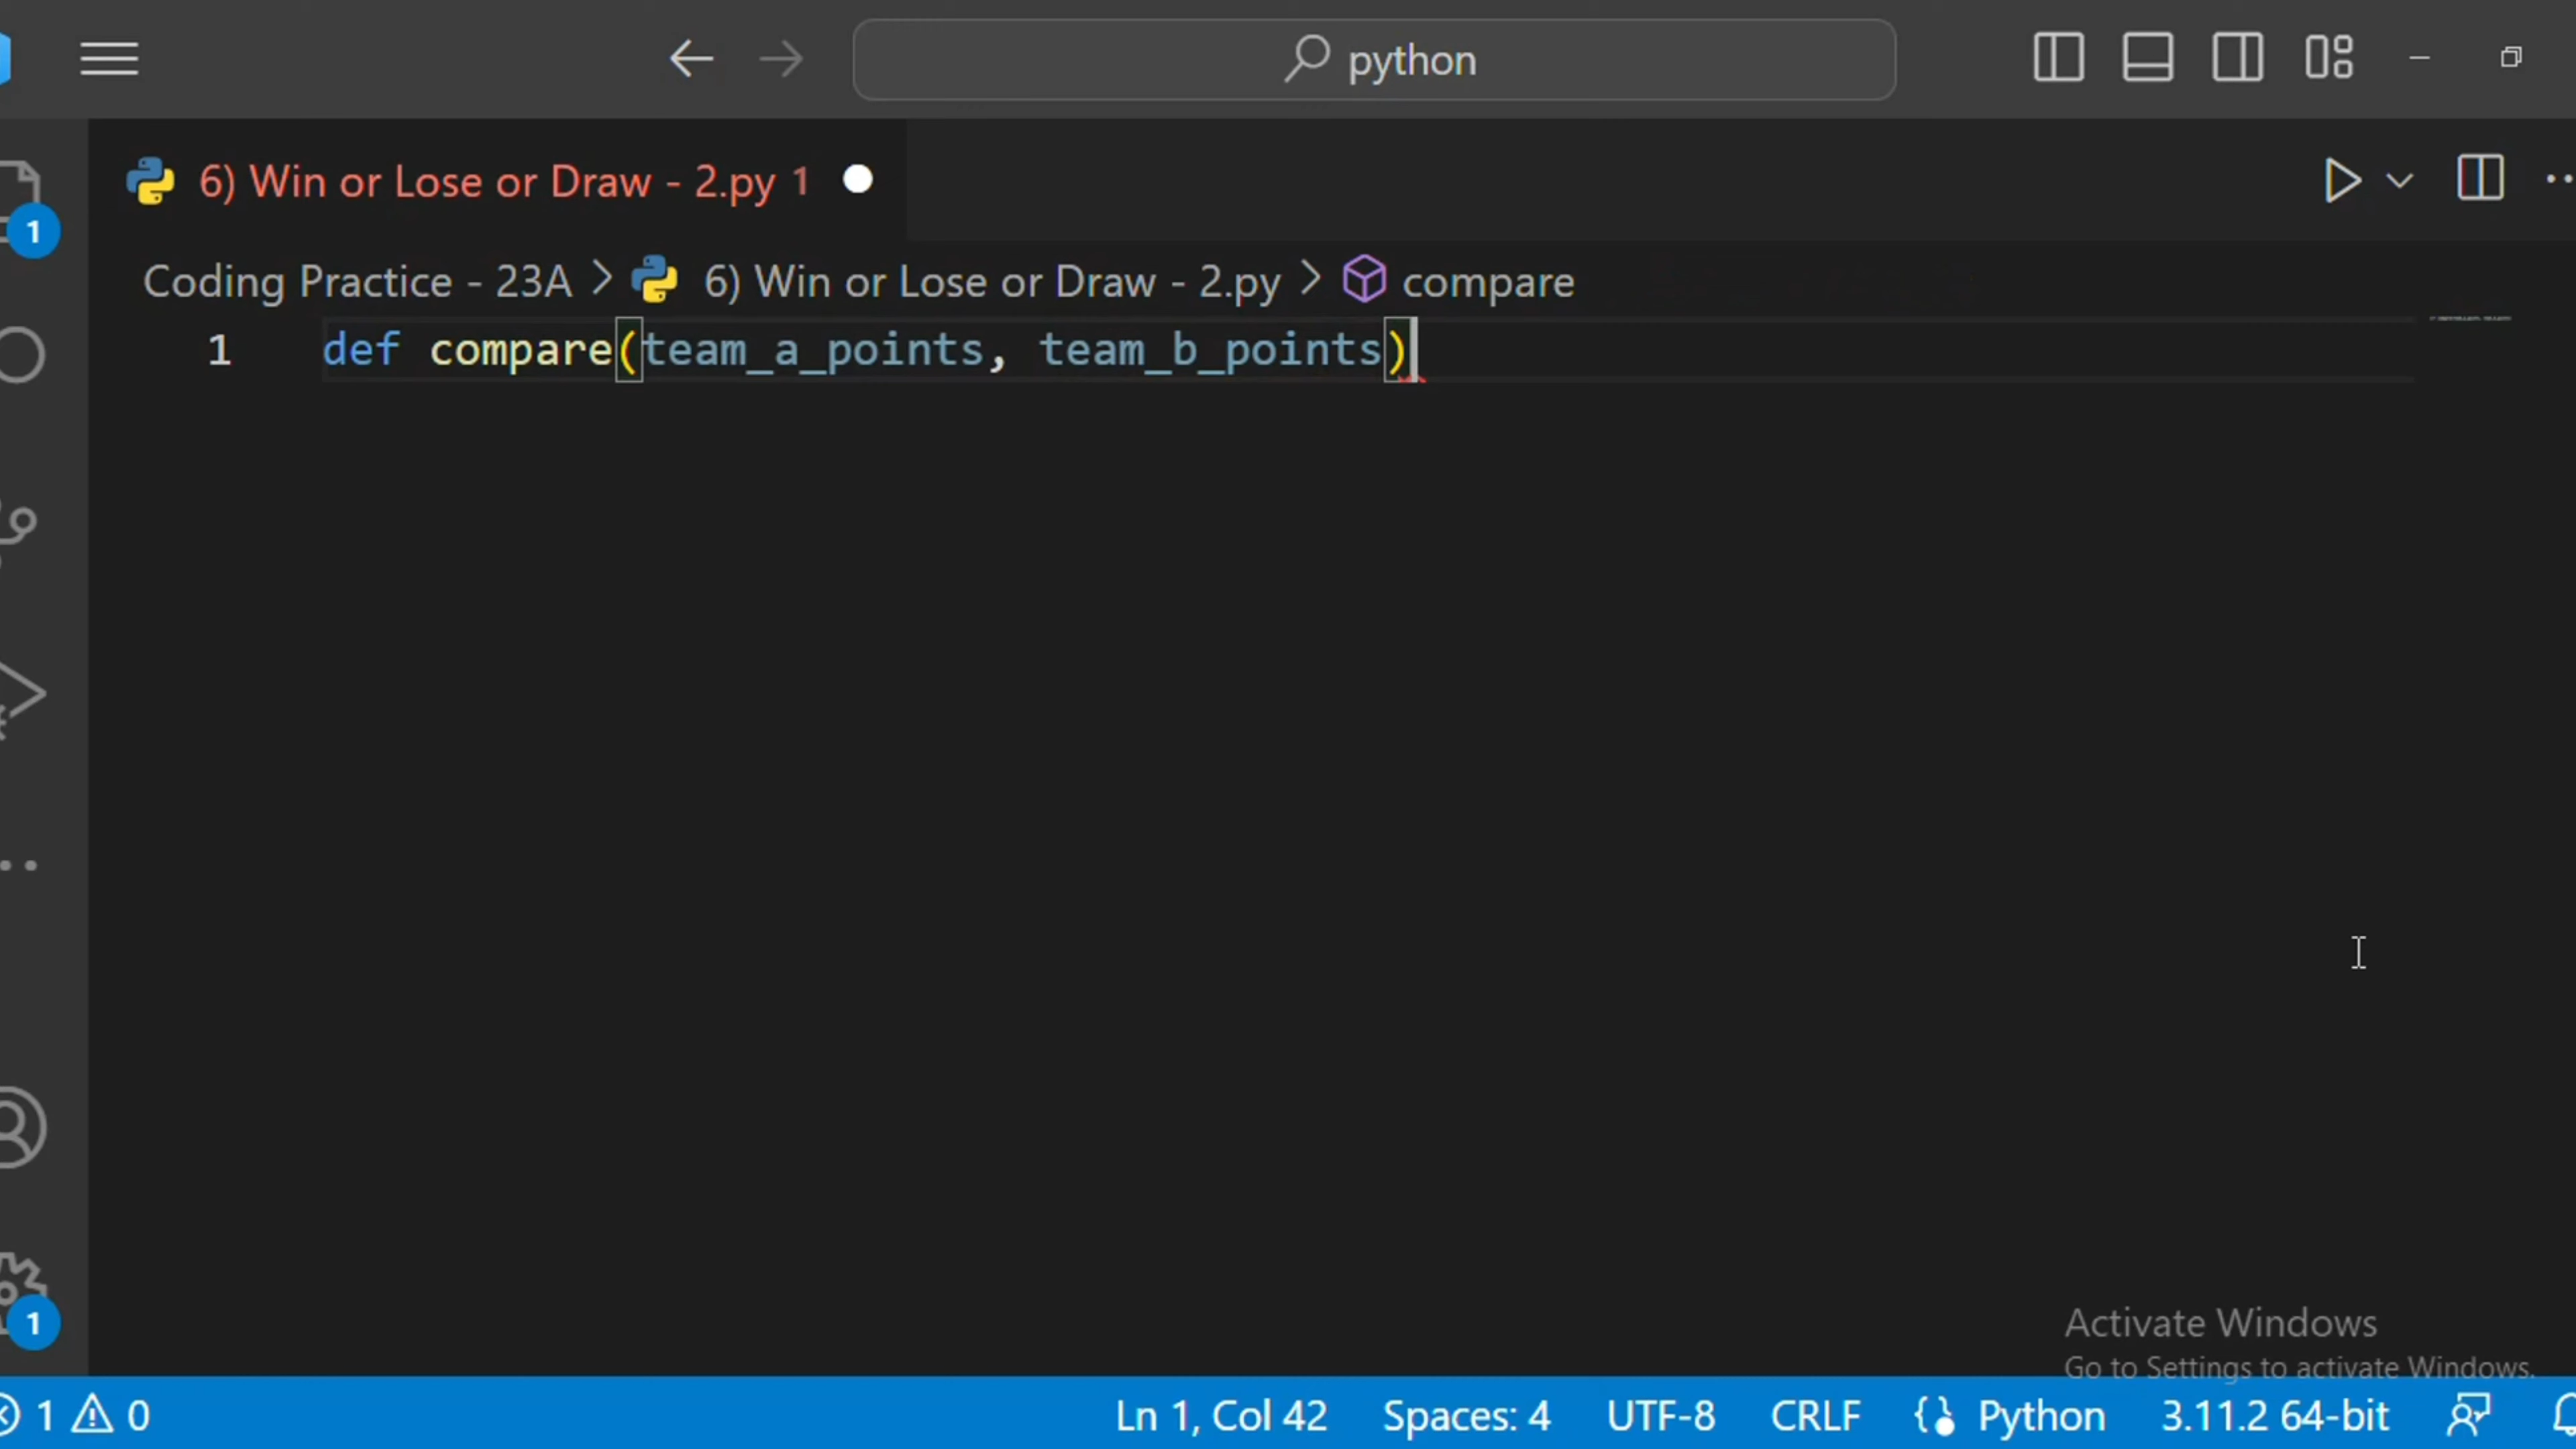 python
6) Win or Lose or Draw - 2.py 1
1
Coding Practice - 23A > 6) Win or Lose or Draw - 2.py > compare
1 def compare(team_a_points, team_b_points)
1
Activate Windows
Go to Settings to activate Windows.
1 0 Ln 1, Col 42 Spaces: 4 UTF-8 CRLF Python 3.11.2 64-bit